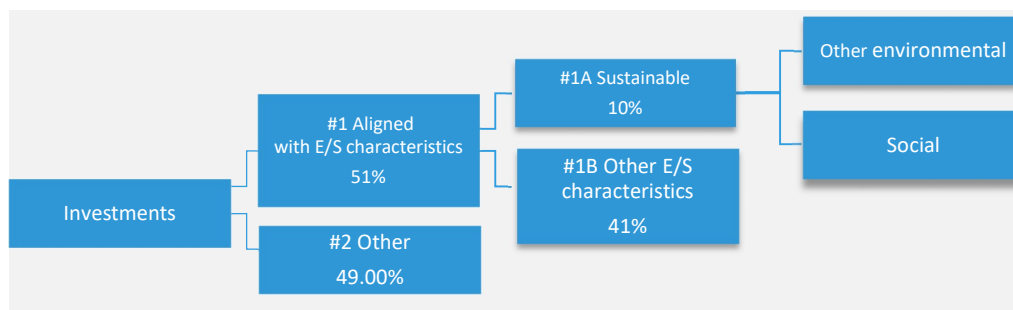 Investments
#1 Aligned
with E/S characteristics
51%
#2 Other
49.00%
#1A Sustainable
10%
#1B Other E/S
characteristics
41%
Other environmental
Social